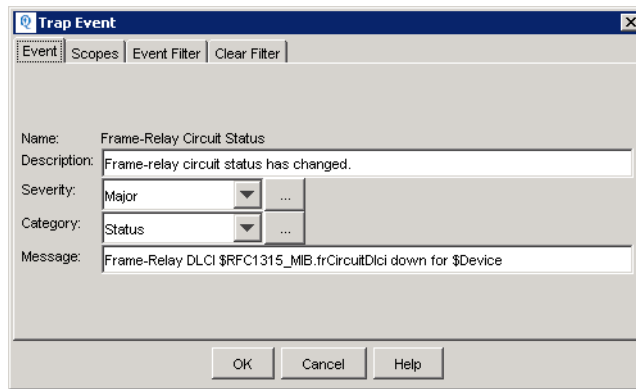 Trap Event
Event Scopes Event Filter Clear Filter
Name: Frame-Relay Circuit Status
Description: Frame-relay circuit status has changed.
Severity: Major ...
Category: Status ...
Message: Frame-Relay DLCI $RFC1315_MIB.frCircuitDlci down for $Device
OK Cancel Help